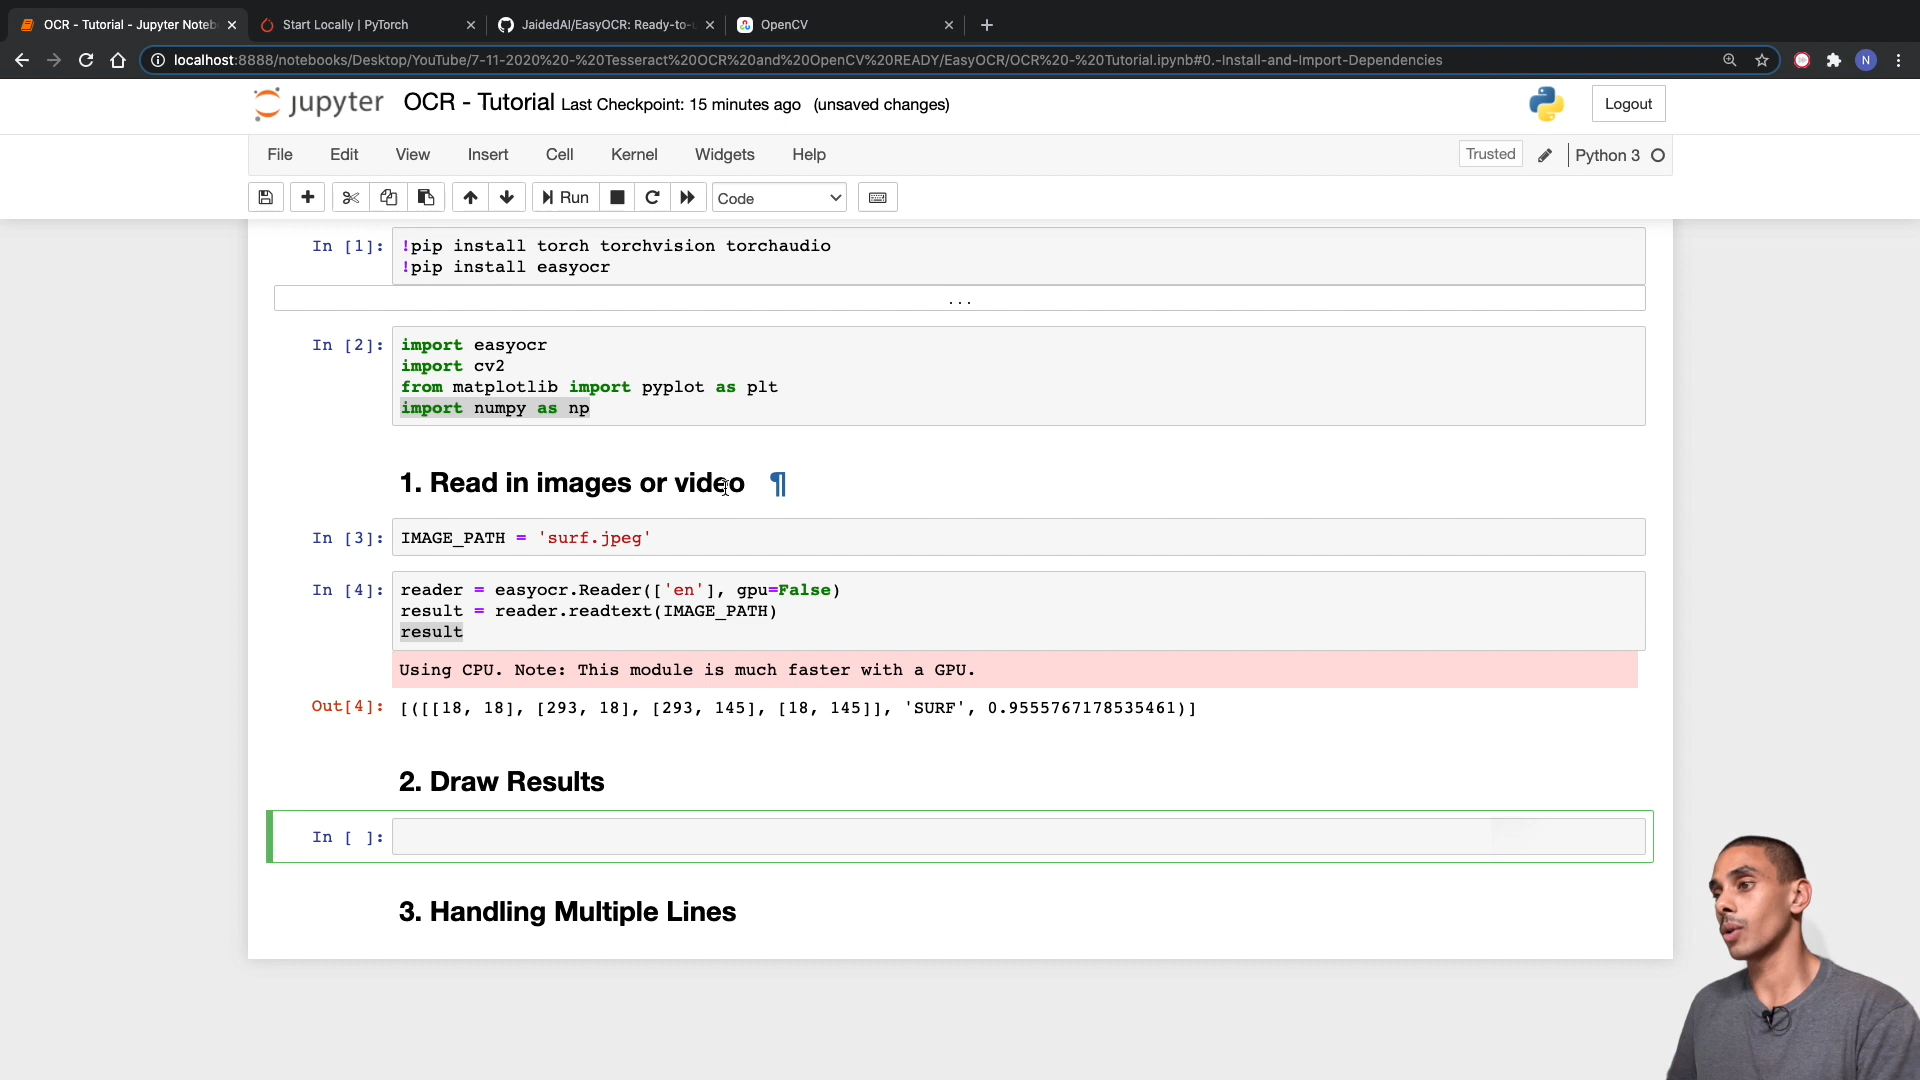 OCR - Tutorial - Jupyter Noteb
Start Locally | PyTorch
JaidedAI/EasyOCR: Ready-to-u
OpenCV
localhost:8888/notebooks/Desktop/YouTube/7-11-2020%20-%20Tesseract%20OCR%20and%20OpenCV%20READY/EasyOCR/OCR%20-%20Tutorial.ipynb#0.-Install-and-Import-Dependencies
N
jupyter OCR - Tutorial Last Checkpoint: 15 minutes ago (unsaved changes)
Logout
File Edit View Insert Cell Kernel Widgets Help
Trusted Python 3
Run Code
In [1]: !pip install torch torchvision torchaudio
!pip install easyocr
...
In [2]: import easyocr
import cv2
from matplotlib import pyplot as plt
import numpy as np
1. Read in images or video ¶
In [3]: IMAGE_PATH = 'surf.jpeg'
In [4]: reader = easyocr.Reader(['en'], gpu=False)
result = reader.readtext(IMAGE_PATH)
result
Using CPU. Note: This module is much faster with a GPU.
Out[4]: [([[18, 18], [293, 18], [293, 145], [18, 145]], 'SURF', 0.9555767178535461)]
2. Draw Results
In [ ]:
3. Handling Multiple Lines